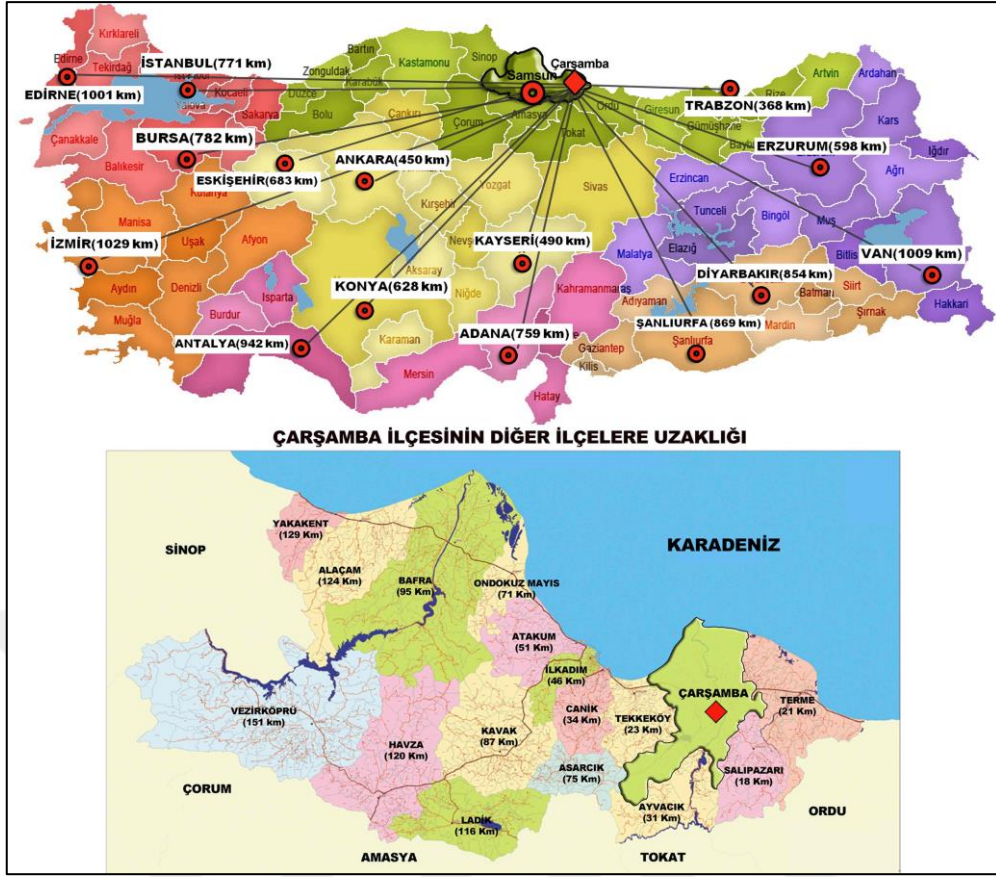 Kırklareli
Edirne
Tekirdağ
İSTANBUL(771 km)
EDİRNE(1001 km)
Kocaeli
Yalova
Sakarya
Düzce
Bolu
Zonguldak
Bartın
Karabük
Kastamonu
Sinop
Çankırı
Çorum
Samsun
Çarşamba
Amasya
Tokat
Ordu
Giresun
TRABZON(368 km)
Rize
Artvin
Ardahan
Kars
Gümüşhane
Iğdır
Ağrı
ERZURUM(598 km)
Çanakkale
Balıkesir
BURSA(782 km)
Kütahya
ESKİŞEHİR(683 km)
ANKARA(450 km)
Yozgat
Kırşehir
Sivas
Erzincan
Tunceli
Bingöl
Muş
Bitlis
VAN(1009 km)
Hakkari
Manisa
İZMİR(1029 km)
Uşak
Afyon
Aydın
Denizli
Muğla
Isparta
Burdur
ANTALYA(942 km)
KONYA(628 km)
Aksaray
KAYSERİ(490 km)
Niğde
Karaman
Mersin
ADANA(759 km)
Kahramanmaraş
Malatya
Elazığ
Adıyaman
DİYARBAKIR(854 km)
Batman
Siirt
Şırnak
Mardin
ŞANLIURFA(869 km)
Şanlıurfa
Gaziantep
Kilis
Hatay
ÇARŞAMBA İLÇESİNİN DİĞER İLÇELERE UZAKLIĞI
SİNOP
KARADENİZ
YAKAKENT
(129 Km)
ALAÇAM
(124 Km)
BAFRA
(95 Km)
ONDOKUZ MAYIS
(71 Km)
ATAKUM
(51 Km)
İLKADIM
(46 Km)
CANİK
(34 Km)
TEKKEKÖY
(23 Km)
ÇARŞAMBA
TERME
(21 Km)
VEZİRKÖPRÜ
(151 km)
HAVZA
(120 Km)
KAVAK
(87 Km)
ASARCIK
(75 Km)
SALIPAZARI
(18 Km)
AYVACIK
(31 Km)
LADİK
(116 Km)
ÇORUM
AMASYA
TOKAT
ORDU